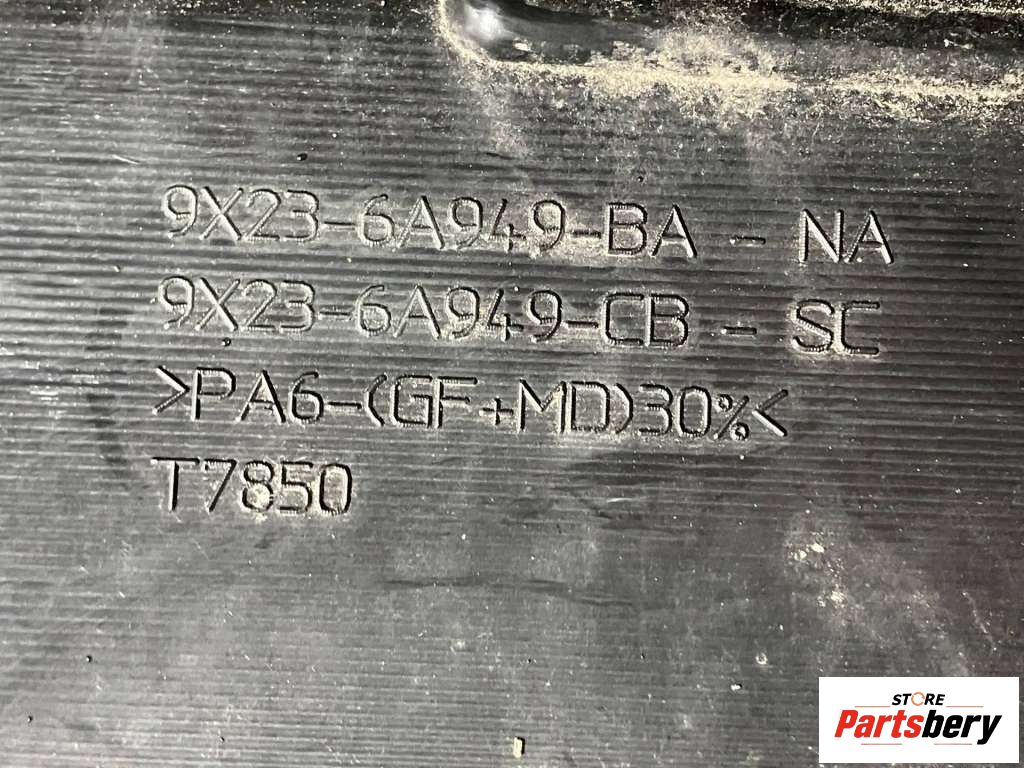 9X23-6A949-BA - NA
9X23-6A949-CB - SC
>PA6-(GF+MD)30%<
T7850
STORE
Partsbery